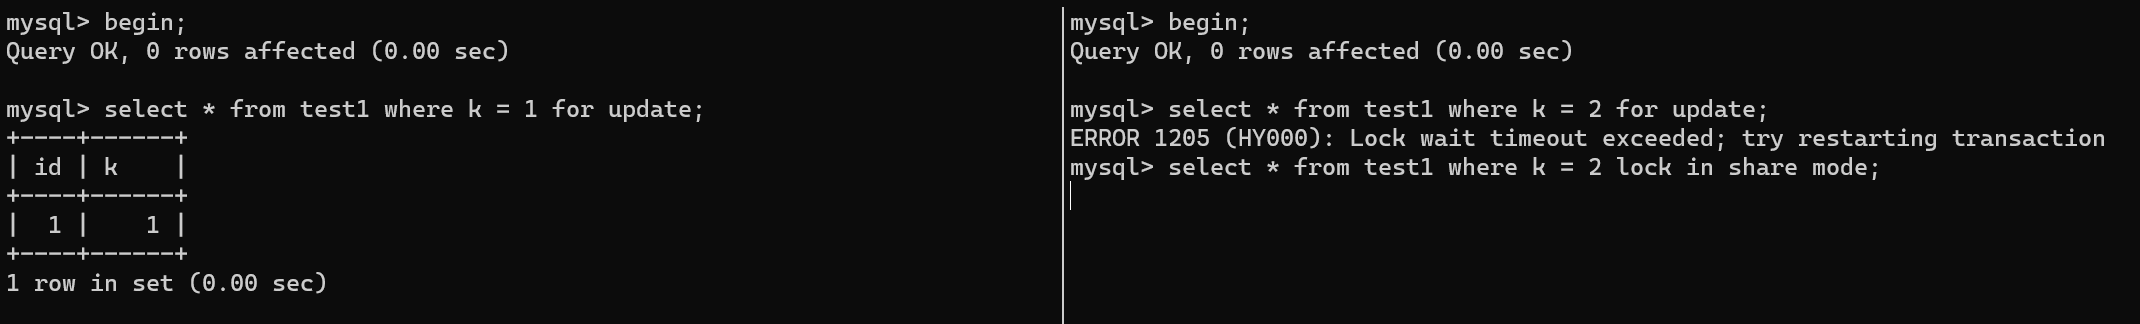 mysql> begin;
Query OK, 0 rows affected (0.00 sec)
mysql> select * from test1 where k = 1 for update;
+----+------+
| id | k    |
+----+------+
|  1 |    1 |
+----+------+
1 row in set (0.00 sec)
mysql> begin;
Query OK, 0 rows affected (0.00 sec)
mysql> select * from test1 where k = 2 for update;
ERROR 1205 (HY000): Lock wait timeout exceeded; try restarting transaction
mysql> select * from test1 where k = 2 lock in share mode;